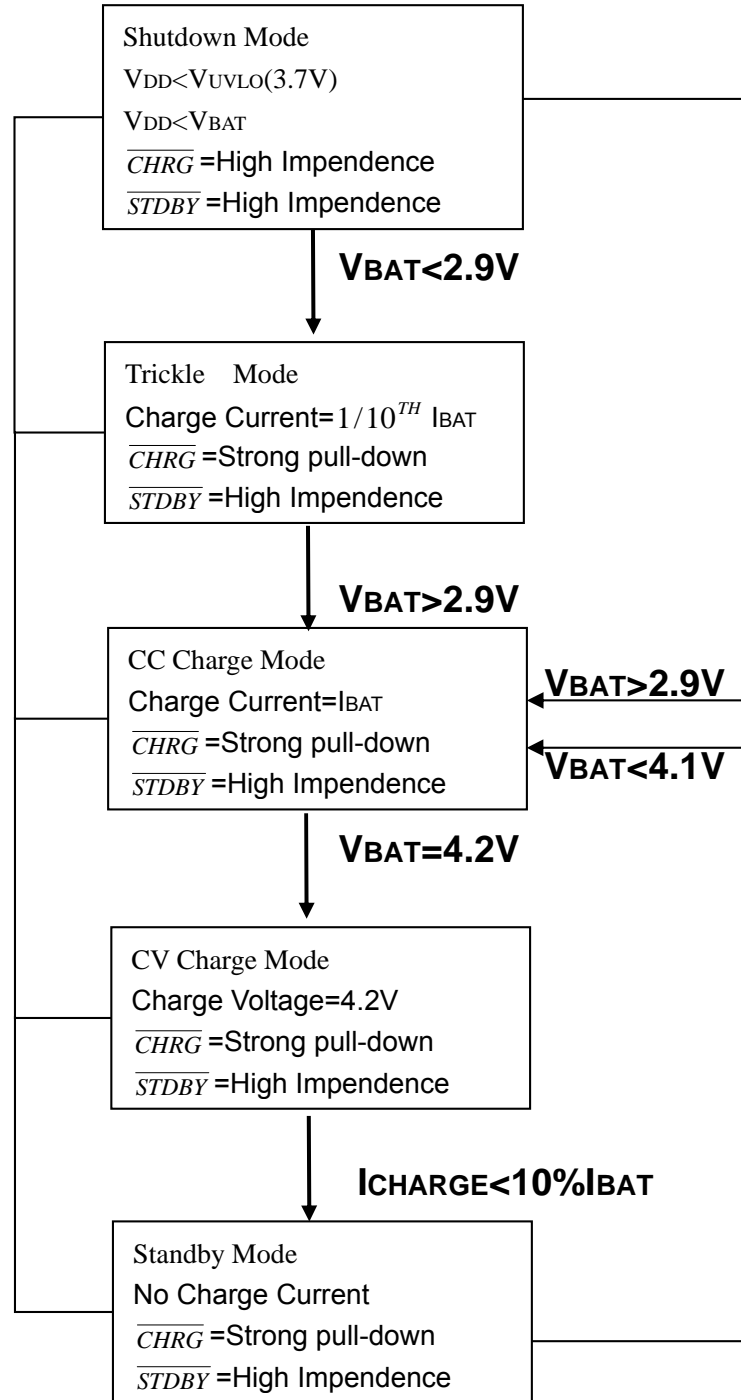 Shutdown Mode
VDD<VUVLO(3.7V)
VDD<VBAT
CHRG =High Impendence
STDBY =High Impendence
VBAT<2.9V
Trickle Mode
Charge Current=1/10TH IBAT
CHRG =Strong pull-down
STDBY =High Impendence
VBAT>2.9V
CC Charge Mode
Charge Current=IBAT
CHRG =Strong pull-down
STDBY =High Impendence
VBAT>2.9V
VBAT<4.1V
VBAT=4.2V
CV Charge Mode
Charge Voltage=4.2V
CHRG =Strong pull-down
STDBY =High Impendence
ICHARGE<10%IBAT
Standby Mode
No Charge Current
CHRG =Strong pull-down
STDBY =High Impendence